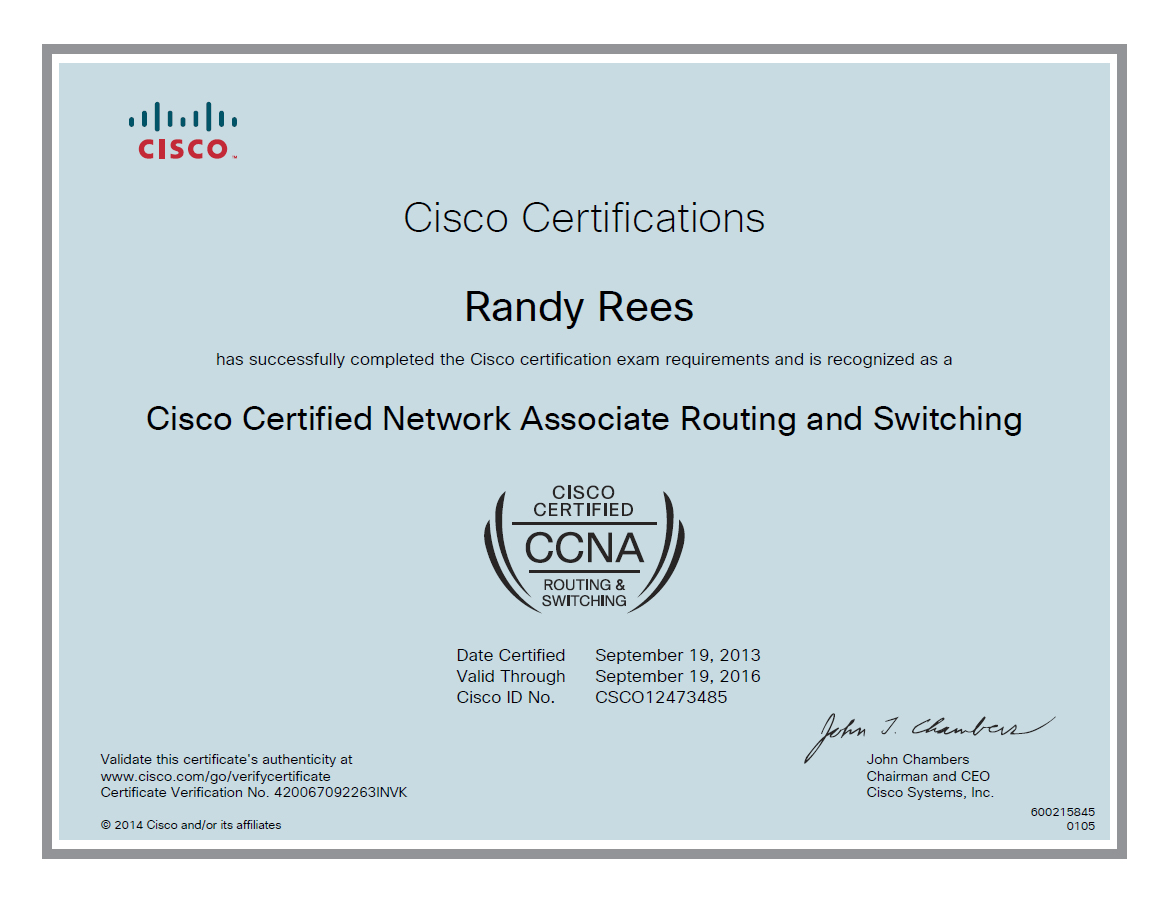 CISCO
Cisco Certifications
Randy Rees
has successfully completed the Cisco certification exam requirements and is recognized as a
Cisco Certified Network Associate Routing and Switching
CISCO
CERTIFIED
CCNA
ROUTING &
SWITCHING
Date Certified September 19, 2013
Valid Through September 19, 2016
Cisco ID No. CSCO12473485
John T. Chambers
Validate this certificate's authenticity at
www.cisco.com/go/verifycertificate
Certificate Verification No. 420067092263INVK
John Chambers
Chairman and CEO
Cisco Systems, Inc.
© 2014 Cisco and/or its affiliates
600215845
0105